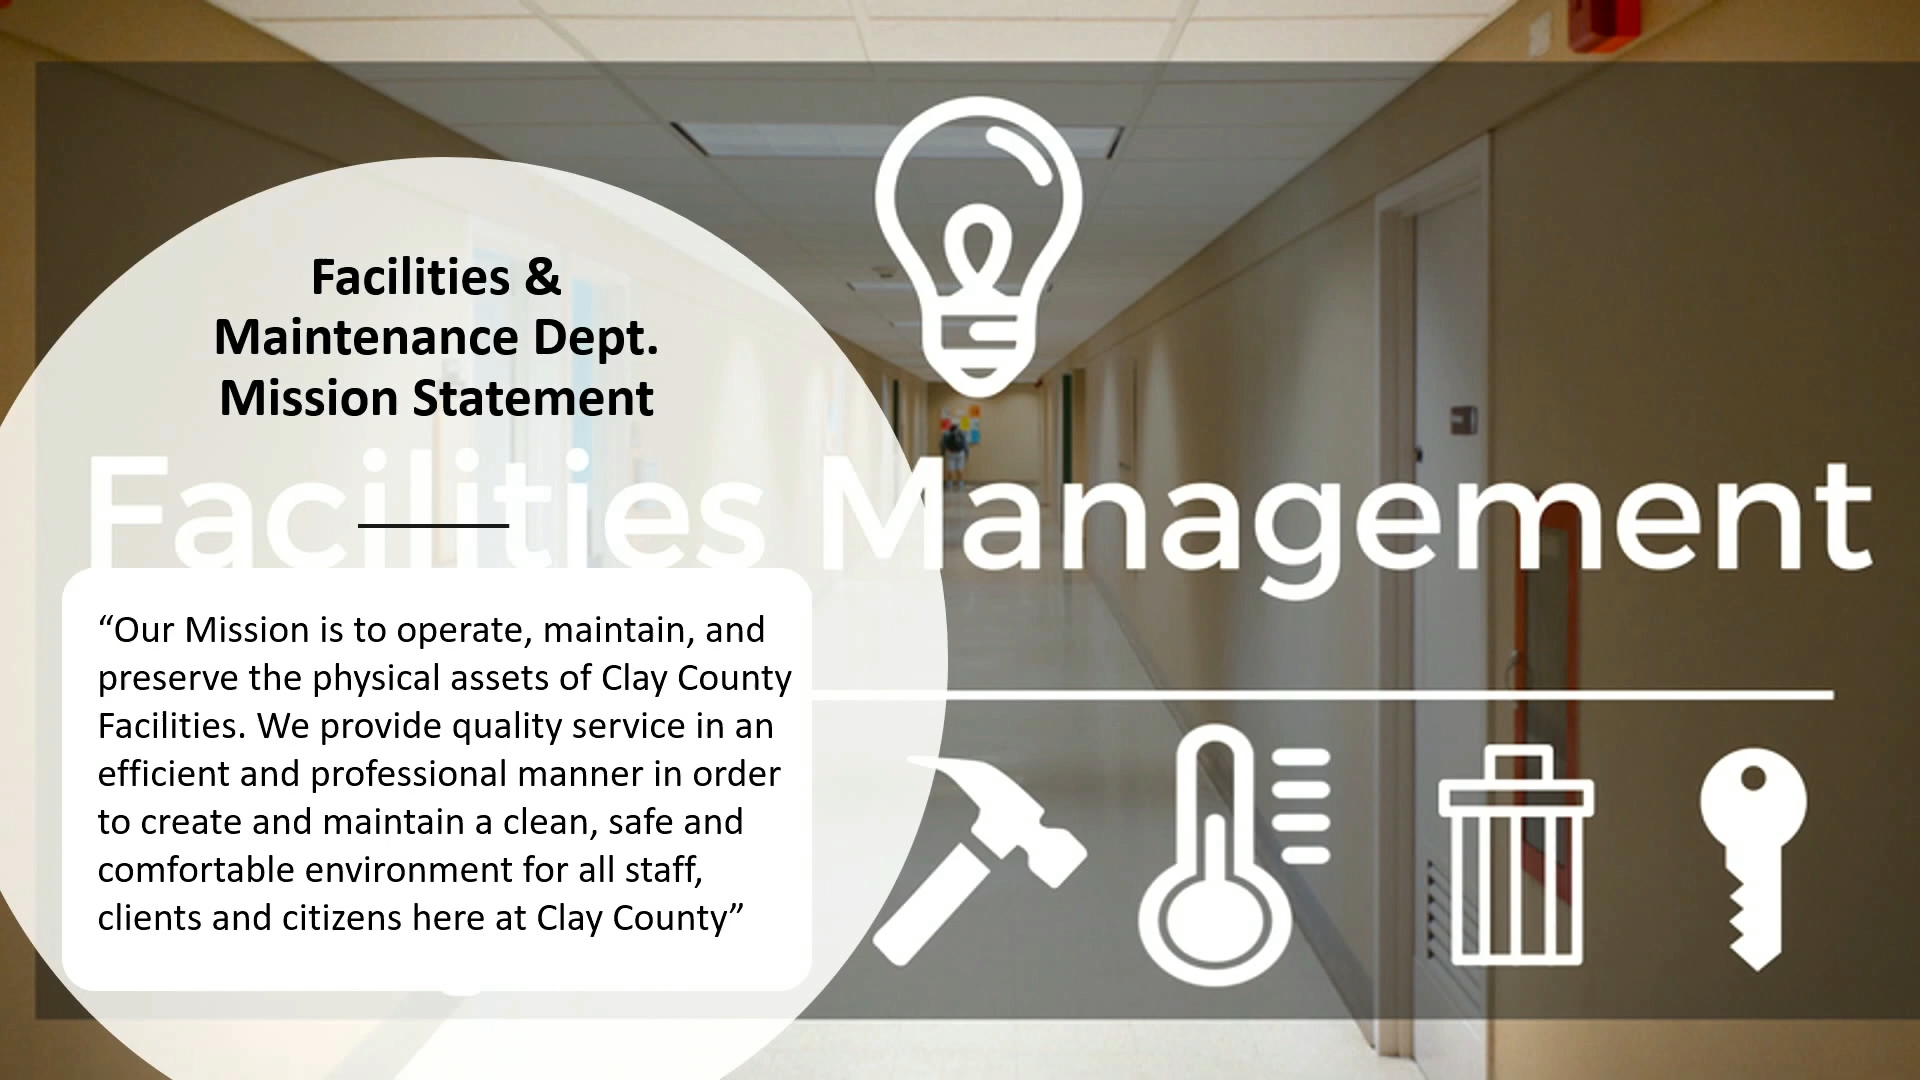 Facilities &
Maintenance Dept.
Mission Statement
Facilities Management
“Our Mission is to operate, maintain, and
preserve the physical assets of Clay County
Facilities. We provide quality service in an
efficient and professional manner in order
to create and maintain a clean, safe and
comfortable environment for all staff,
clients and citizens here at Clay County”